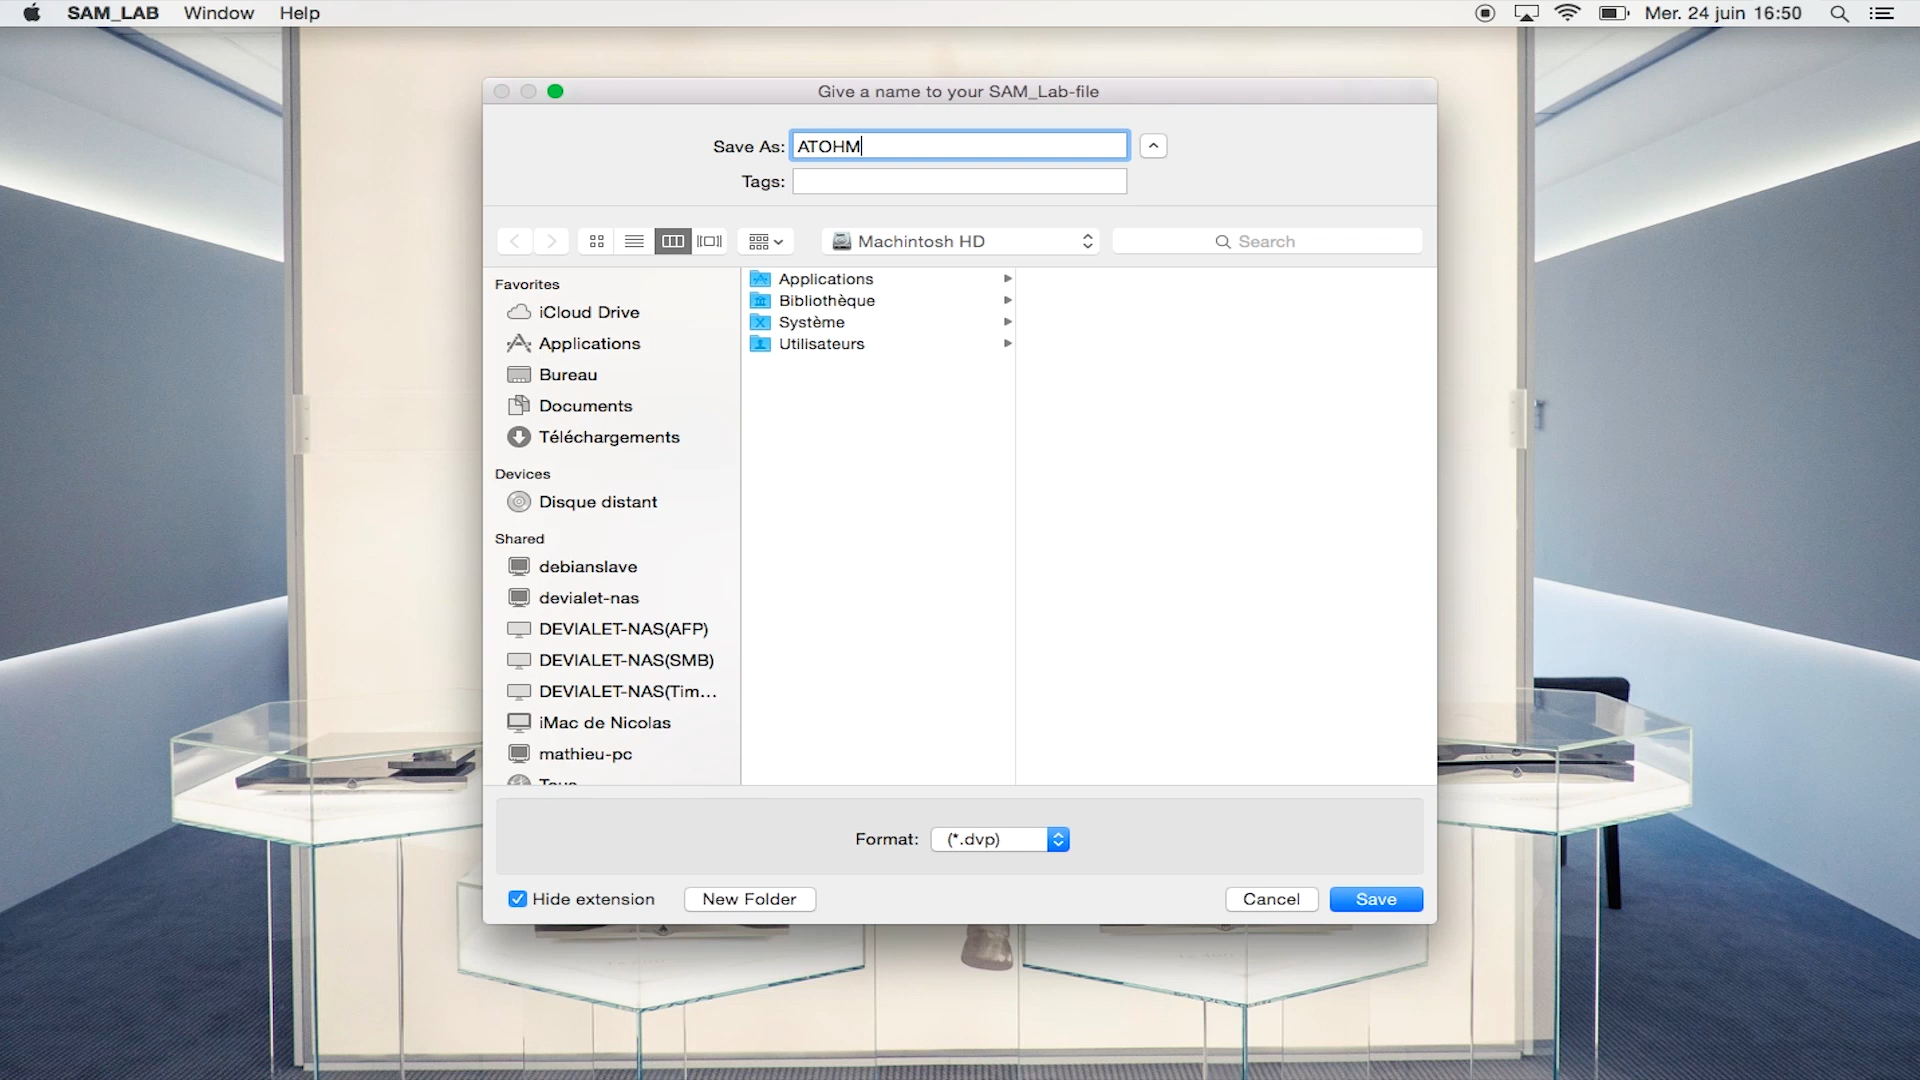 SAM_LAB Window Help Mer. 24 juin 16:50
Give a name to your SAM_Lab-file
Save As: ATOHM
Tags:
Machintosh HD
Search
Favorites
iCloud Drive
Applications
Bureau
Documents
Téléchargements
Devices
Disque distant
Shared
debianslave
devialet-nas
DEVIALET-NAS(AFP)
DEVIALET-NAS(SMB)
DEVIALET-NAS(Tim...
iMac de Nicolas
mathieu-pc
Applications
Bibliothèque
Système
Utilisateurs
Format: (*.dvp)
Hide extension
New Folder
Cancel
Save